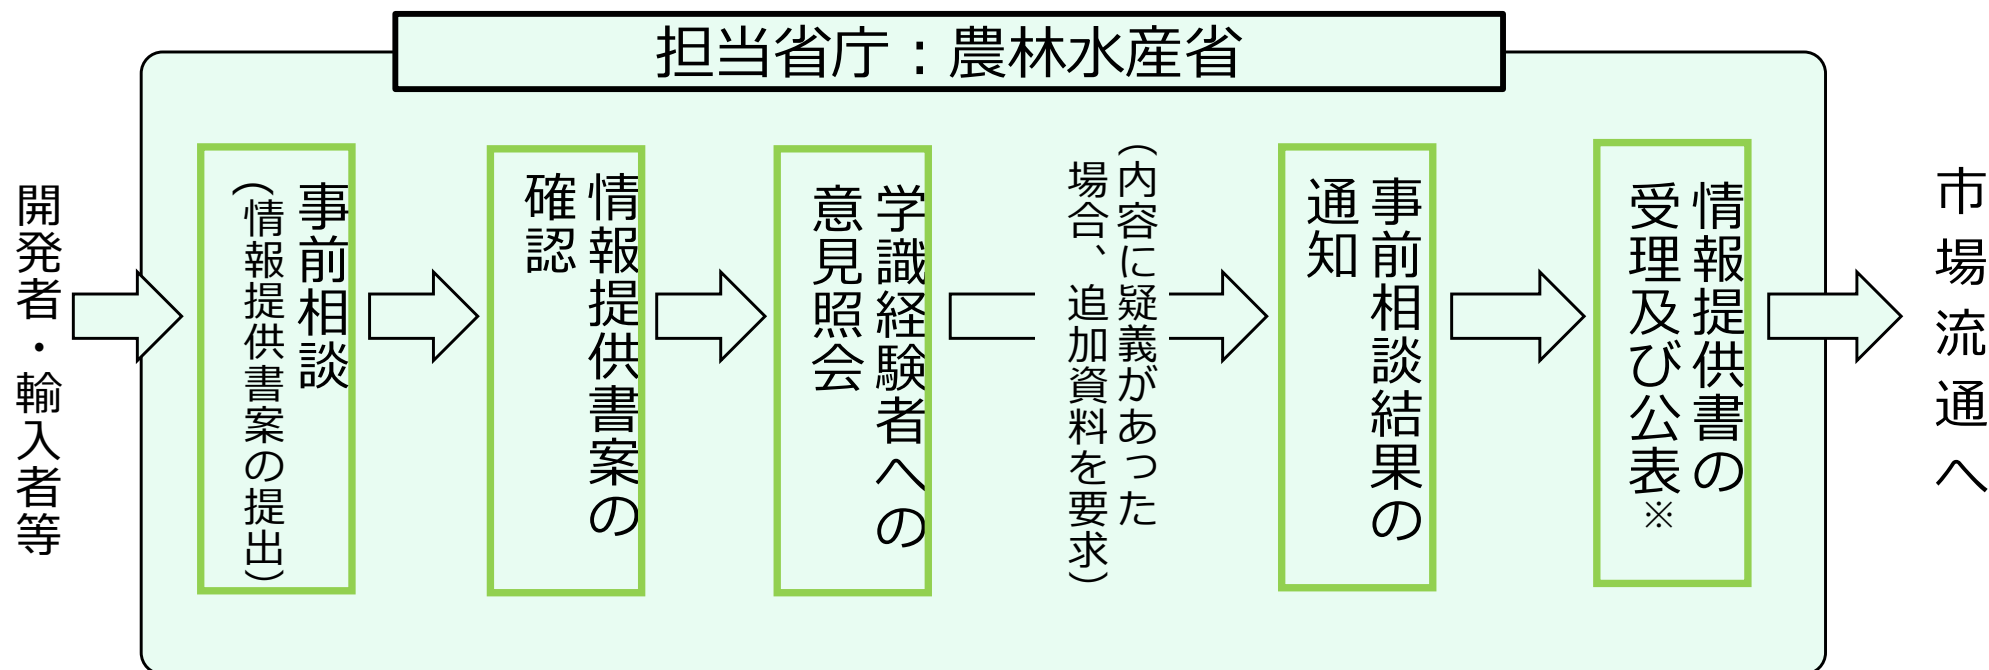 担当省庁：農林水産省
開発者・輸入者等
事前相談
（情報提供書案の提出）
情報提供書案の
確認
学識経験者への
意見照会
（内容に疑義があった
場合、追加資料を要求）
事前相談結果の
通知
情報提供書の
受理及び公表※
市場流通へ